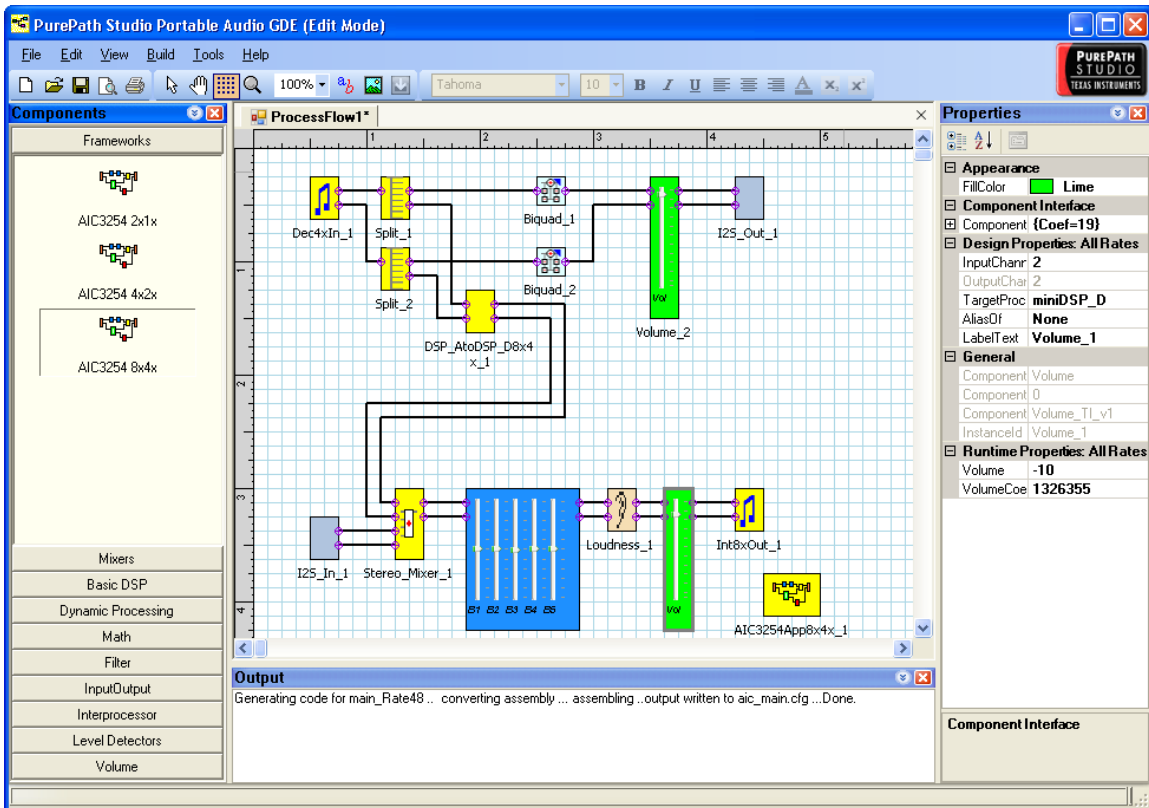 PurePath Studio Portable Audio GDE (Edit Mode)
File Edit View Build Tools Help
PUREPATH
STUDIO
TEXAS INSTRUMENTS
100% Tahoma 10 B I U
Components
Frameworks
AIC3254 2x1x
AIC3254 4x2x
AIC3254 8x4x
Mixers
Basic DSP
Dynamic Processing
Math
Filter
InputOutput
Interprocessor
Level Detectors
Volume
ProcessFlow1*
1 2 3 4 5
1
2
3
4
Dec4xIn_1
Split_1
Biquad_1
I2S_Out_1
Split_2
Biquad_2
Vol
Volume_2
DSP_AtoDSP_D8x4
x_1
I2S_In_1
Stereo_Mixer_1
B1 B2 B3 B4 B5
Loudness_1
Vol
Int8xOut_1
AIC3254App8x4x_1
Output
Generating code for main_Rate48 .. converting assembly ... assembling ..output written to aic_main.cfg ...Done.
Properties
Appearance
FillColor Lime
Component Interface
Component {Coef=19}
Design Properties: All Rates
InputChanr 2
OutputChar 2
TargetProc miniDSP_D
AliasOf None
LabelText Volume_1
General
Component Volume
Component 0
Component Volume_TI_v1
InstanceId Volume_1
Runtime Properties: All Rates
Volume -10
VolumeCoe 1326355
Component Interface